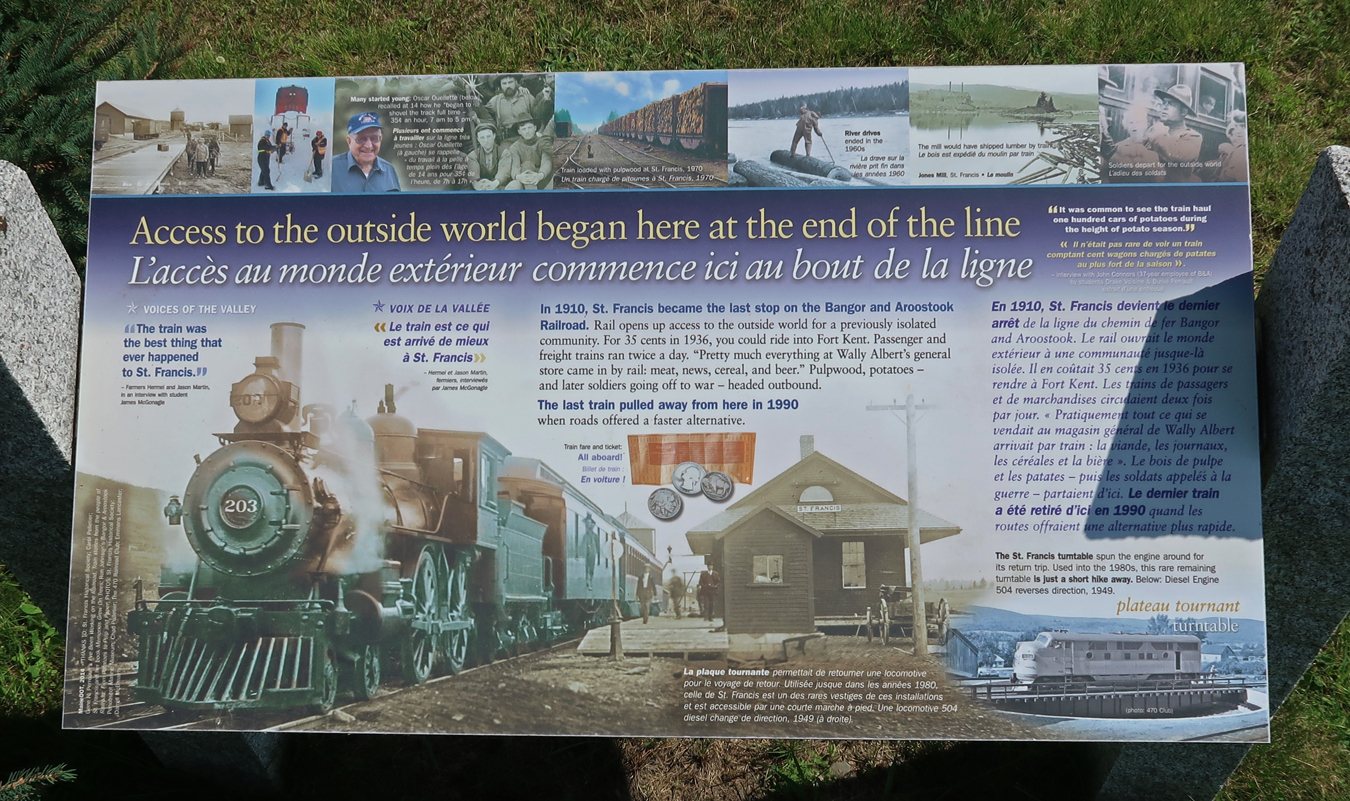 Many started young: Oscar Ouellette (below)
recalled at 14 how he "began to
shovel the track full time –
35¢ an hour, 7 am to 5 pm
Plusieurs ont commencé
à travailler sur la ligne très
jeunes : Oscar Ouellette
(à gauche) se rappelle
du travail à la pelle à
temps plein dès l'âge
de 14 ans pour 35¢ de
l'heure, de 7h à 17h
Train loaded with pulpwood at St. Francis, 1970
Un train chargé de pitounes à St. Francis, 1970
River drives
ended in the
1960s
La drave sur la
rivière prit fin dans
les années 1960
The mill would have shipped lumber by train
Le bois est expédié du moulin par train
Jones Mill, St. Francis • Le moulin
Soldiers depart for the outside world
L'adieu des soldats
Access to the outside world began here at the end of the line
L'accès au monde extérieur commence ici au bout de la ligne
"It was common to see the train haul
one hundred cars of potatoes during
the height of potato season."
« Il n'était pas rare de voir un train
comptant cent wagons chargés de patates
au plus fort de la saison ».
– Interview with John Connors (37-year employee of B&A)
VOICES OF THE VALLEY
"The train was
the best thing that
ever happened
to St. Francis."
– Farmers Hermel and Jason Martin,
in an interview with student
James McGonagle
VOIX DE LA VALLÉE
« Le train est ce qui
est arrivé de mieux
à St. Francis »
– Hermel et Jason Martin,
fermiers, interviewés
par James McGonagle
In 1910, St. Francis became the last stop on the Bangor and Aroostook
Railroad. Rail opens up access to the outside world for a previously isolated
community. For 35 cents in 1936, you could ride into Fort Kent. Passenger and
freight trains ran twice a day. "Pretty much everything at Wally Albert's general
store came in by rail: meat, news, cereal, and beer." Pulpwood, potatoes –
and later soldiers going off to war – headed outbound.
The last train pulled away from here in 1990
when roads offered a faster alternative.
Train fare and ticket:
All aboard!
Billet de train :
En voiture !
En 1910, St. Francis devient le dernier
arrêt de la ligne du chemin de fer Bangor
and Aroostook. Le rail ouvrait le monde
extérieur à une communauté jusque-là
isolée. Il en coûtait 35 cents en 1936 pour se
rendre à Fort Kent. Les trains de passagers
et de marchandises circulaient deux fois
par jour. « Pratiquement tout ce qui se
vendait au magasin général de Wally Albert
arrivait par train : la viande, les journaux,
les céréales et la bière ». Le bois de pulpe
et les patates – puis les soldats appelés à la
guerre – partaient d'ici. Le dernier train
a été retiré d'ici en 1990 quand les
routes offraient une alternative plus rapide.
203
ST. FRANCIS
The St. Francis turntable spun the engine around for
its return trip. Used into the 1980s, this rare remaining
turntable is just a short hike away. Below: Diesel Engine
504 reverses direction, 1949.
plateau tournant
turntable
(photo: 470 Club)
La plaque tournante permettait de retourner une locomotive
pour le voyage de retour. Utilisée jusque dans les années 1980,
celle de St. Francis est un des rares vestiges de ces installations
et est accessible par une courte marche à pied. Une locomotive 504
diesel change de direction, 1949 (à droite).